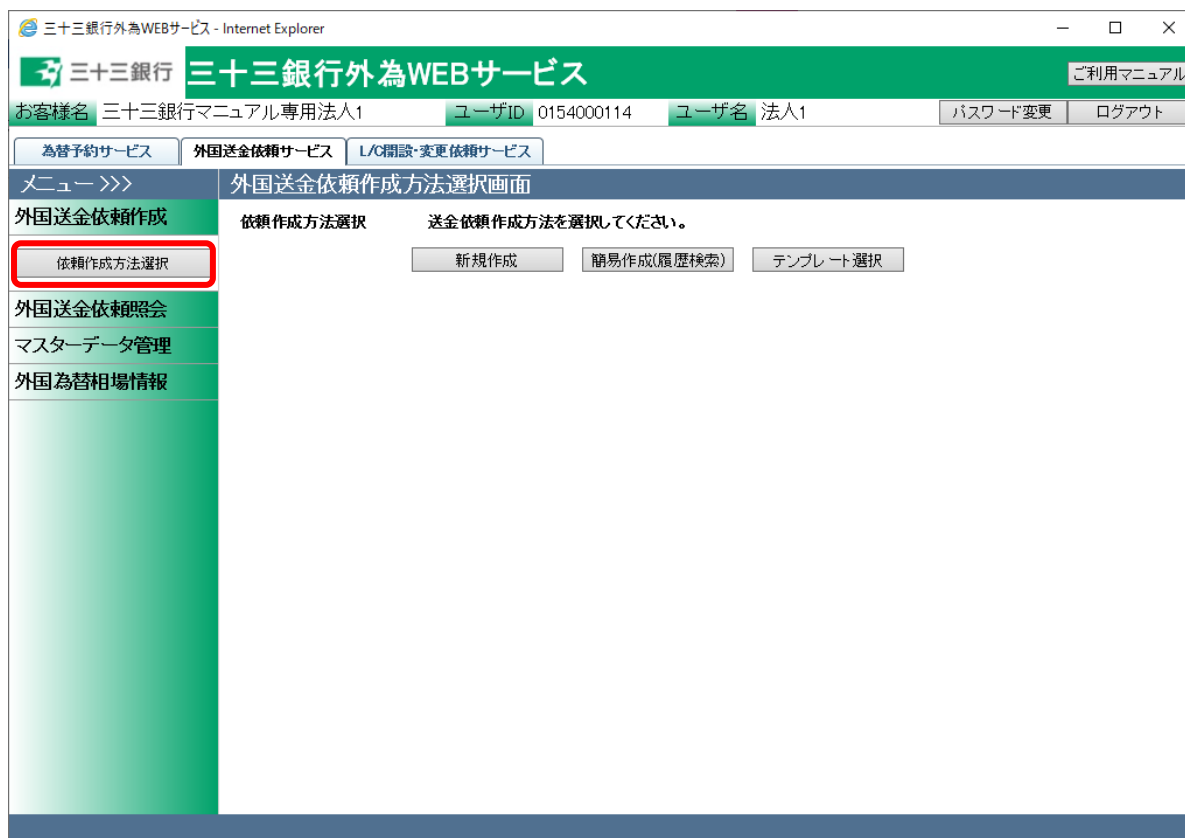 三十三銀行外為WEBサービス - Internet Explorer
三十三銀行 三十三銀行外為WEBサービス ご利用マニュアル
お客様名 三十三銀行マニュアル専用法人1 ユーザID 0154000114 ユーザ名 法人1 パスワード変更 ログアウト
為替予約サービス 外国送金依頼サービス L/C開設・変更依頼サービス
メニュー>>> 外国送金依頼作成方法選択画面
外国送金依頼作成 依頼作成方法選択 送金依頼作成方法を選択してください。
依頼作成方法選択 新規作成 簡易作成(履歴検索) テンプレート選択
外国送金依頼照会
マスターデータ管理
外国為替相場情報